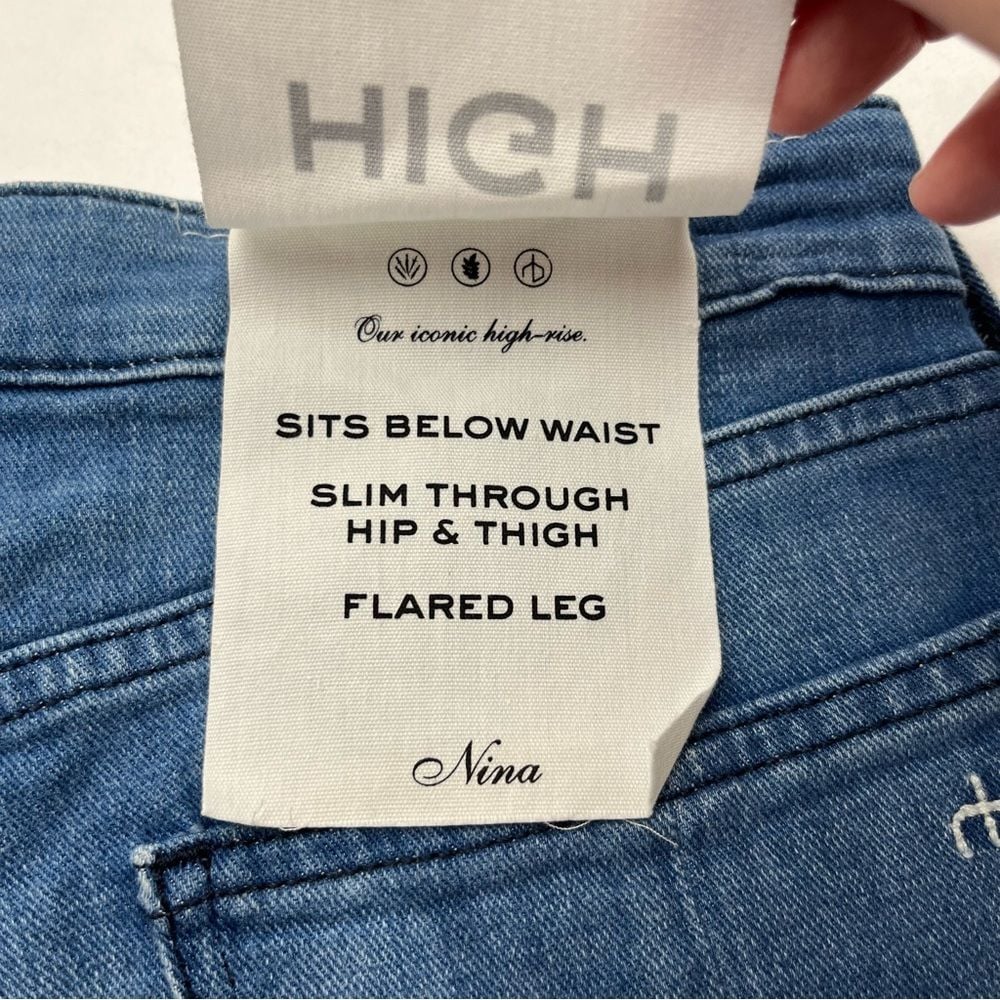 HIGH
Our iconic high-rise.
SITS BELOW WAIST
SLIM THROUGH
HIP & THIGH
FLARED LEG
Nina